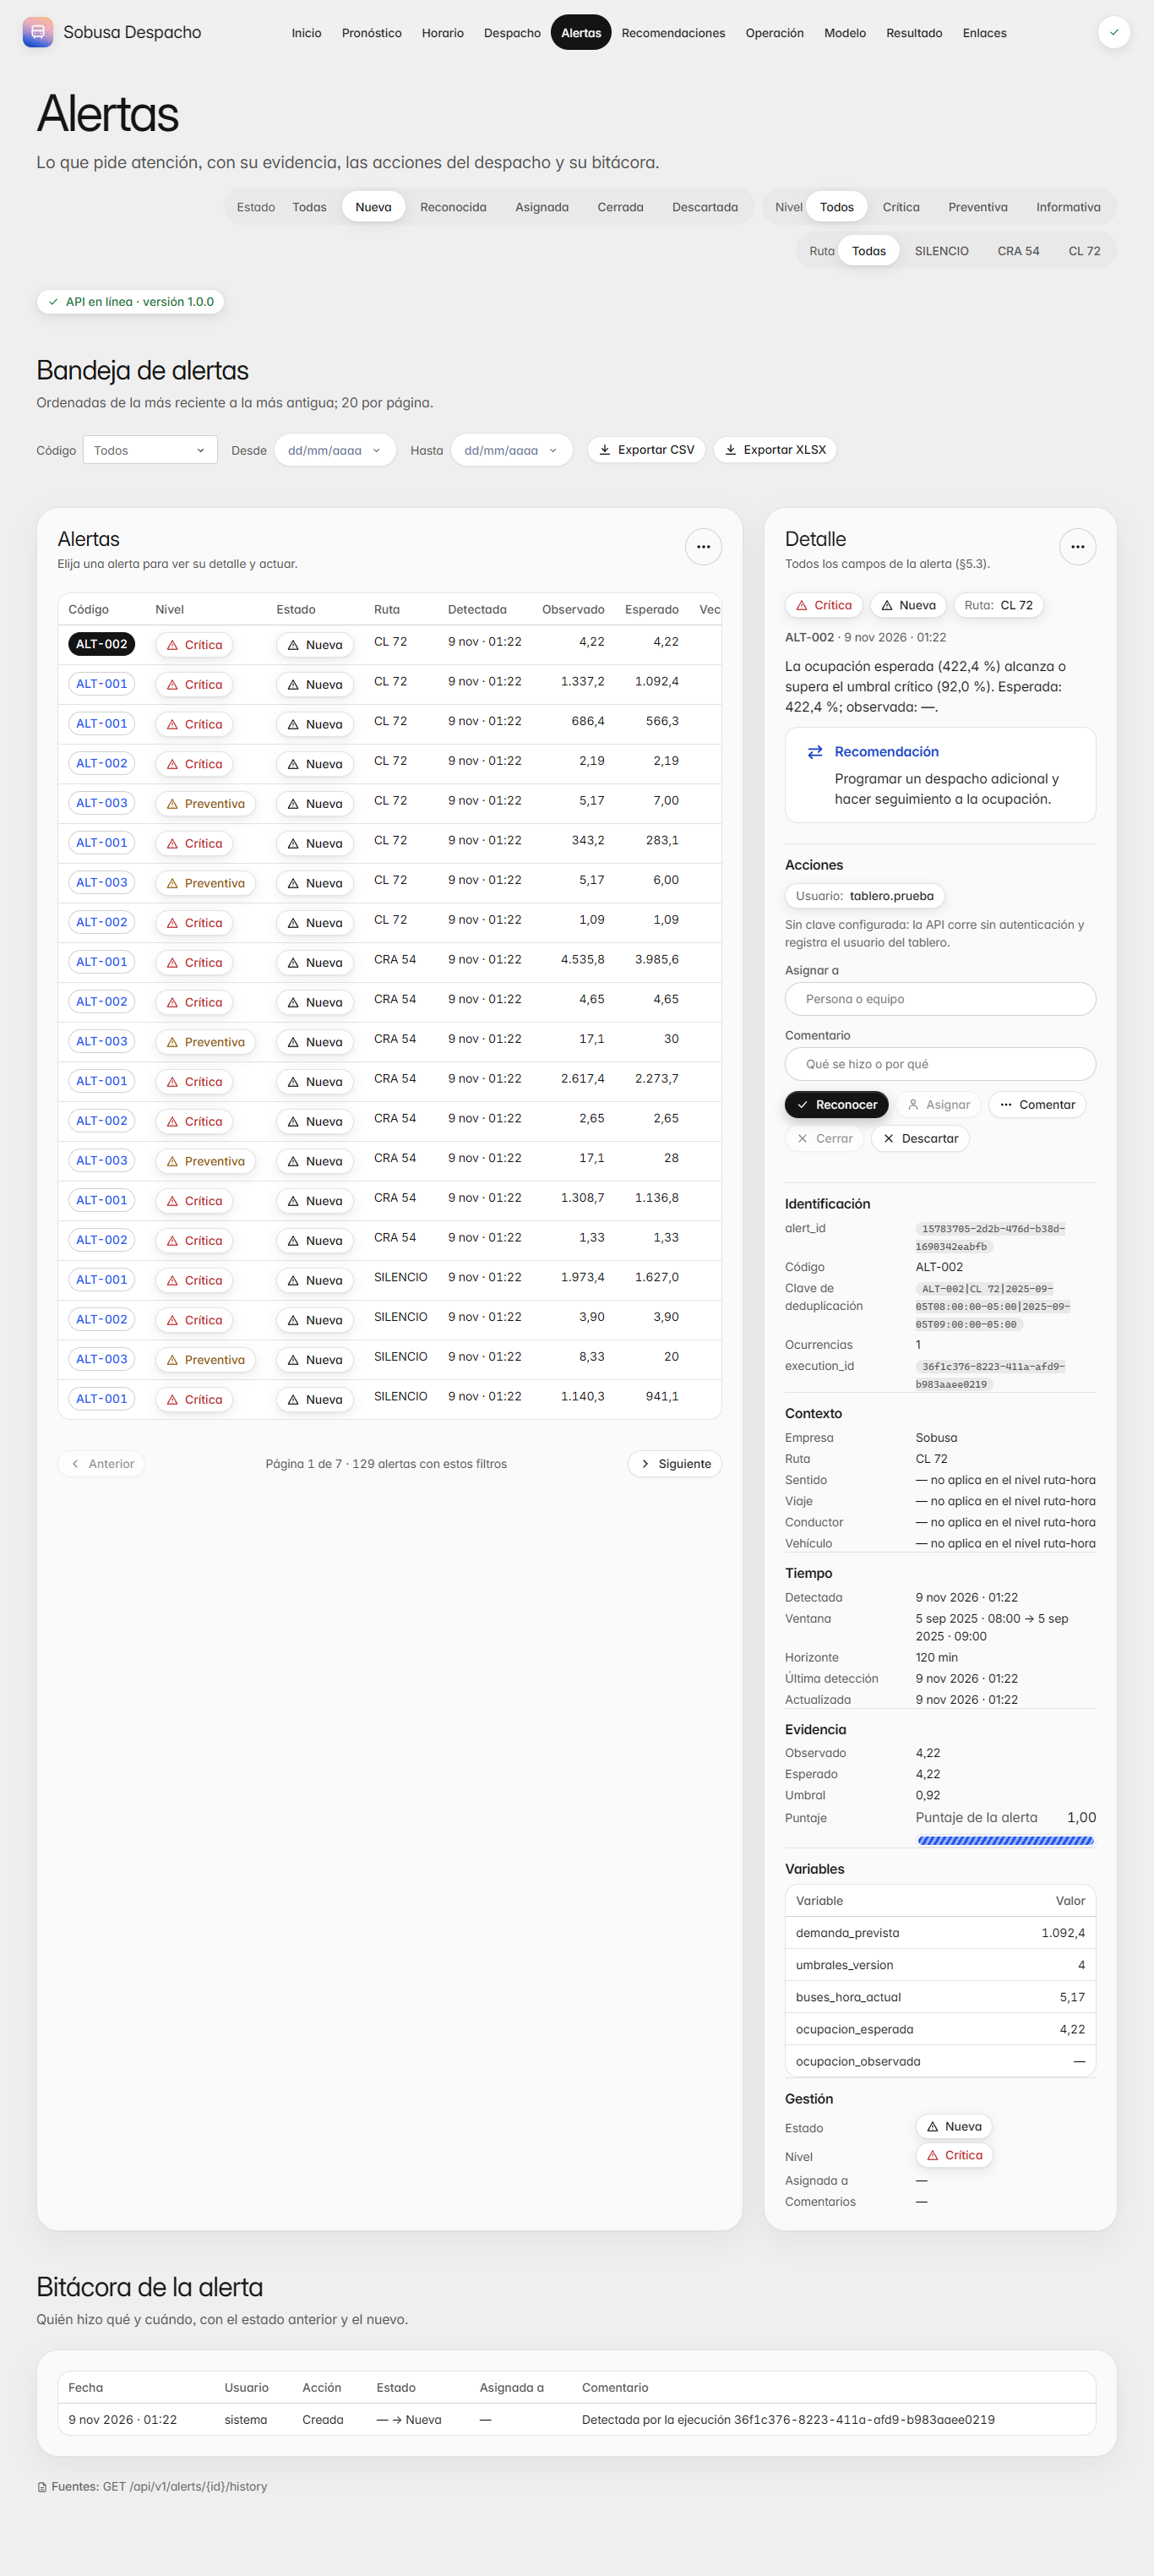 Sobusa Despacho
Inicio Pronóstico Horario Despacho Alertas Recomendaciones Operación Modelo Resultado Enlaces
Alertas
Lo que pide atención, con su evidencia, las acciones del despacho y su bitácora.
Estado Todas Nueva Reconocida Asignada Cerrada Descartada
Nivel Todos Crítica Preventiva Informativa
Ruta Todas SILENCIO CRA 54 CL 72
API en línea · versión 1.0.0
Bandeja de alertas
Ordenadas de la más reciente a la más antigua; 20 por página.
Código Todos Desde dd/mm/aaaa Hasta dd/mm/aaaa Exportar CSV Exportar XLSX
Alertas
Elija una alerta para ver su detalle y actuar.
Código Nivel Estado Ruta Detectada Observado Esperado Vec
ALT-002 Crítica Nueva CL 72 9 nov · 01:22 4,22 4,22
ALT-001 Crítica Nueva CL 72 9 nov · 01:22 1.337,2 1.092,4
ALT-001 Crítica Nueva CL 72 9 nov · 01:22 686,4 566,3
ALT-002 Crítica Nueva CL 72 9 nov · 01:22 2,19 2,19
ALT-003 Preventiva Nueva CL 72 9 nov · 01:22 5,17 7,00
ALT-001 Crítica Nueva CL 72 9 nov · 01:22 343,2 283,1
ALT-003 Preventiva Nueva CL 72 9 nov · 01:22 5,17 6,00
ALT-002 Crítica Nueva CL 72 9 nov · 01:22 1,09 1,09
ALT-001 Crítica Nueva CRA 54 9 nov · 01:22 4.535,8 3.985,6
ALT-002 Crítica Nueva CRA 54 9 nov · 01:22 4,65 4,65
ALT-003 Preventiva Nueva CRA 54 9 nov · 01:22 17,1 30
ALT-001 Crítica Nueva CRA 54 9 nov · 01:22 2.617,4 2.273,7
ALT-002 Crítica Nueva CRA 54 9 nov · 01:22 2,65 2,65
ALT-003 Preventiva Nueva CRA 54 9 nov · 01:22 17,1 28
ALT-001 Crítica Nueva CRA 54 9 nov · 01:22 1.308,7 1.136,8
ALT-002 Crítica Nueva CRA 54 9 nov · 01:22 1,33 1,33
ALT-001 Crítica Nueva SILENCIO 9 nov · 01:22 1.973,4 1.627,0
ALT-002 Crítica Nueva SILENCIO 9 nov · 01:22 3,90 3,90
ALT-003 Preventiva Nueva SILENCIO 9 nov · 01:22 8,33 20
ALT-001 Crítica Nueva SILENCIO 9 nov · 01:22 1.140,3 941,1
Anterior Página 1 de 7 · 129 alertas con estos filtros Siguiente
Detalle
Todos los campos de la alerta (§5.3).
Crítica Nueva Ruta: CL 72
ALT-002 · 9 nov 2026 · 01:22
La ocupación esperada (422,4 %) alcanza o
supera el umbral crítico (92,0 %). Esperada:
422,4 %; observada: —.
Recomendación
Programar un despacho adicional y
hacer seguimiento a la ocupación.
Acciones
Usuario: tablero.prueba
Sin clave configurada: la API corre sin autenticación y
registra el usuario del tablero.
Asignar a
Persona o equipo
Comentario
Qué se hizo o por qué
Reconocer Asignar Comentar
Cerrar Descartar
Identificación
alert_id 15783705-2d2b-476d-b38d-
1690342eabfb
Código ALT-002
Clave de deduplicación ALT-002|CL 72|2025-09-
05T08:00:00-05:00|2025-09-
05T09:00:00-05:00
Ocurrencias 1
execution_id 36f1c376-8223-411a-afd9-
b983aaee0219
Contexto
Empresa Sobusa
Ruta CL 72
Sentido — no aplica en el nivel ruta-hora
Viaje — no aplica en el nivel ruta-hora
Conductor — no aplica en el nivel ruta-hora
Vehículo — no aplica en el nivel ruta-hora
Tiempo
Detectada 9 nov 2026 · 01:22
Ventana 5 sep 2025 · 08:00 → 5 sep
2025 · 09:00
Horizonte 120 min
Última detección 9 nov 2026 · 01:22
Actualizada 9 nov 2026 · 01:22
Evidencia
Observado 4,22
Esperado 4,22
Umbral 0,92
Puntaje Puntaje de la alerta 1,00
Variables
Variable Valor
demanda_prevista 1.092,4
umbrales_version 4
buses_hora_actual 5,17
ocupacion_esperada 4,22
ocupacion_observada —
Gestión
Estado Nueva
Nivel Crítica
Asignada a —
Comentarios —
Bitácora de la alerta
Quién hizo qué y cuándo, con el estado anterior y el nuevo.
Fecha Usuario Acción Estado Asignada a Comentario
9 nov 2026 · 01:22 sistema Creada — → Nueva — Detectada por la ejecución 36f1c376-8223-411a-afd9-b983aaee0219
Fuentes: GET /api/v1/alerts/{id}/history